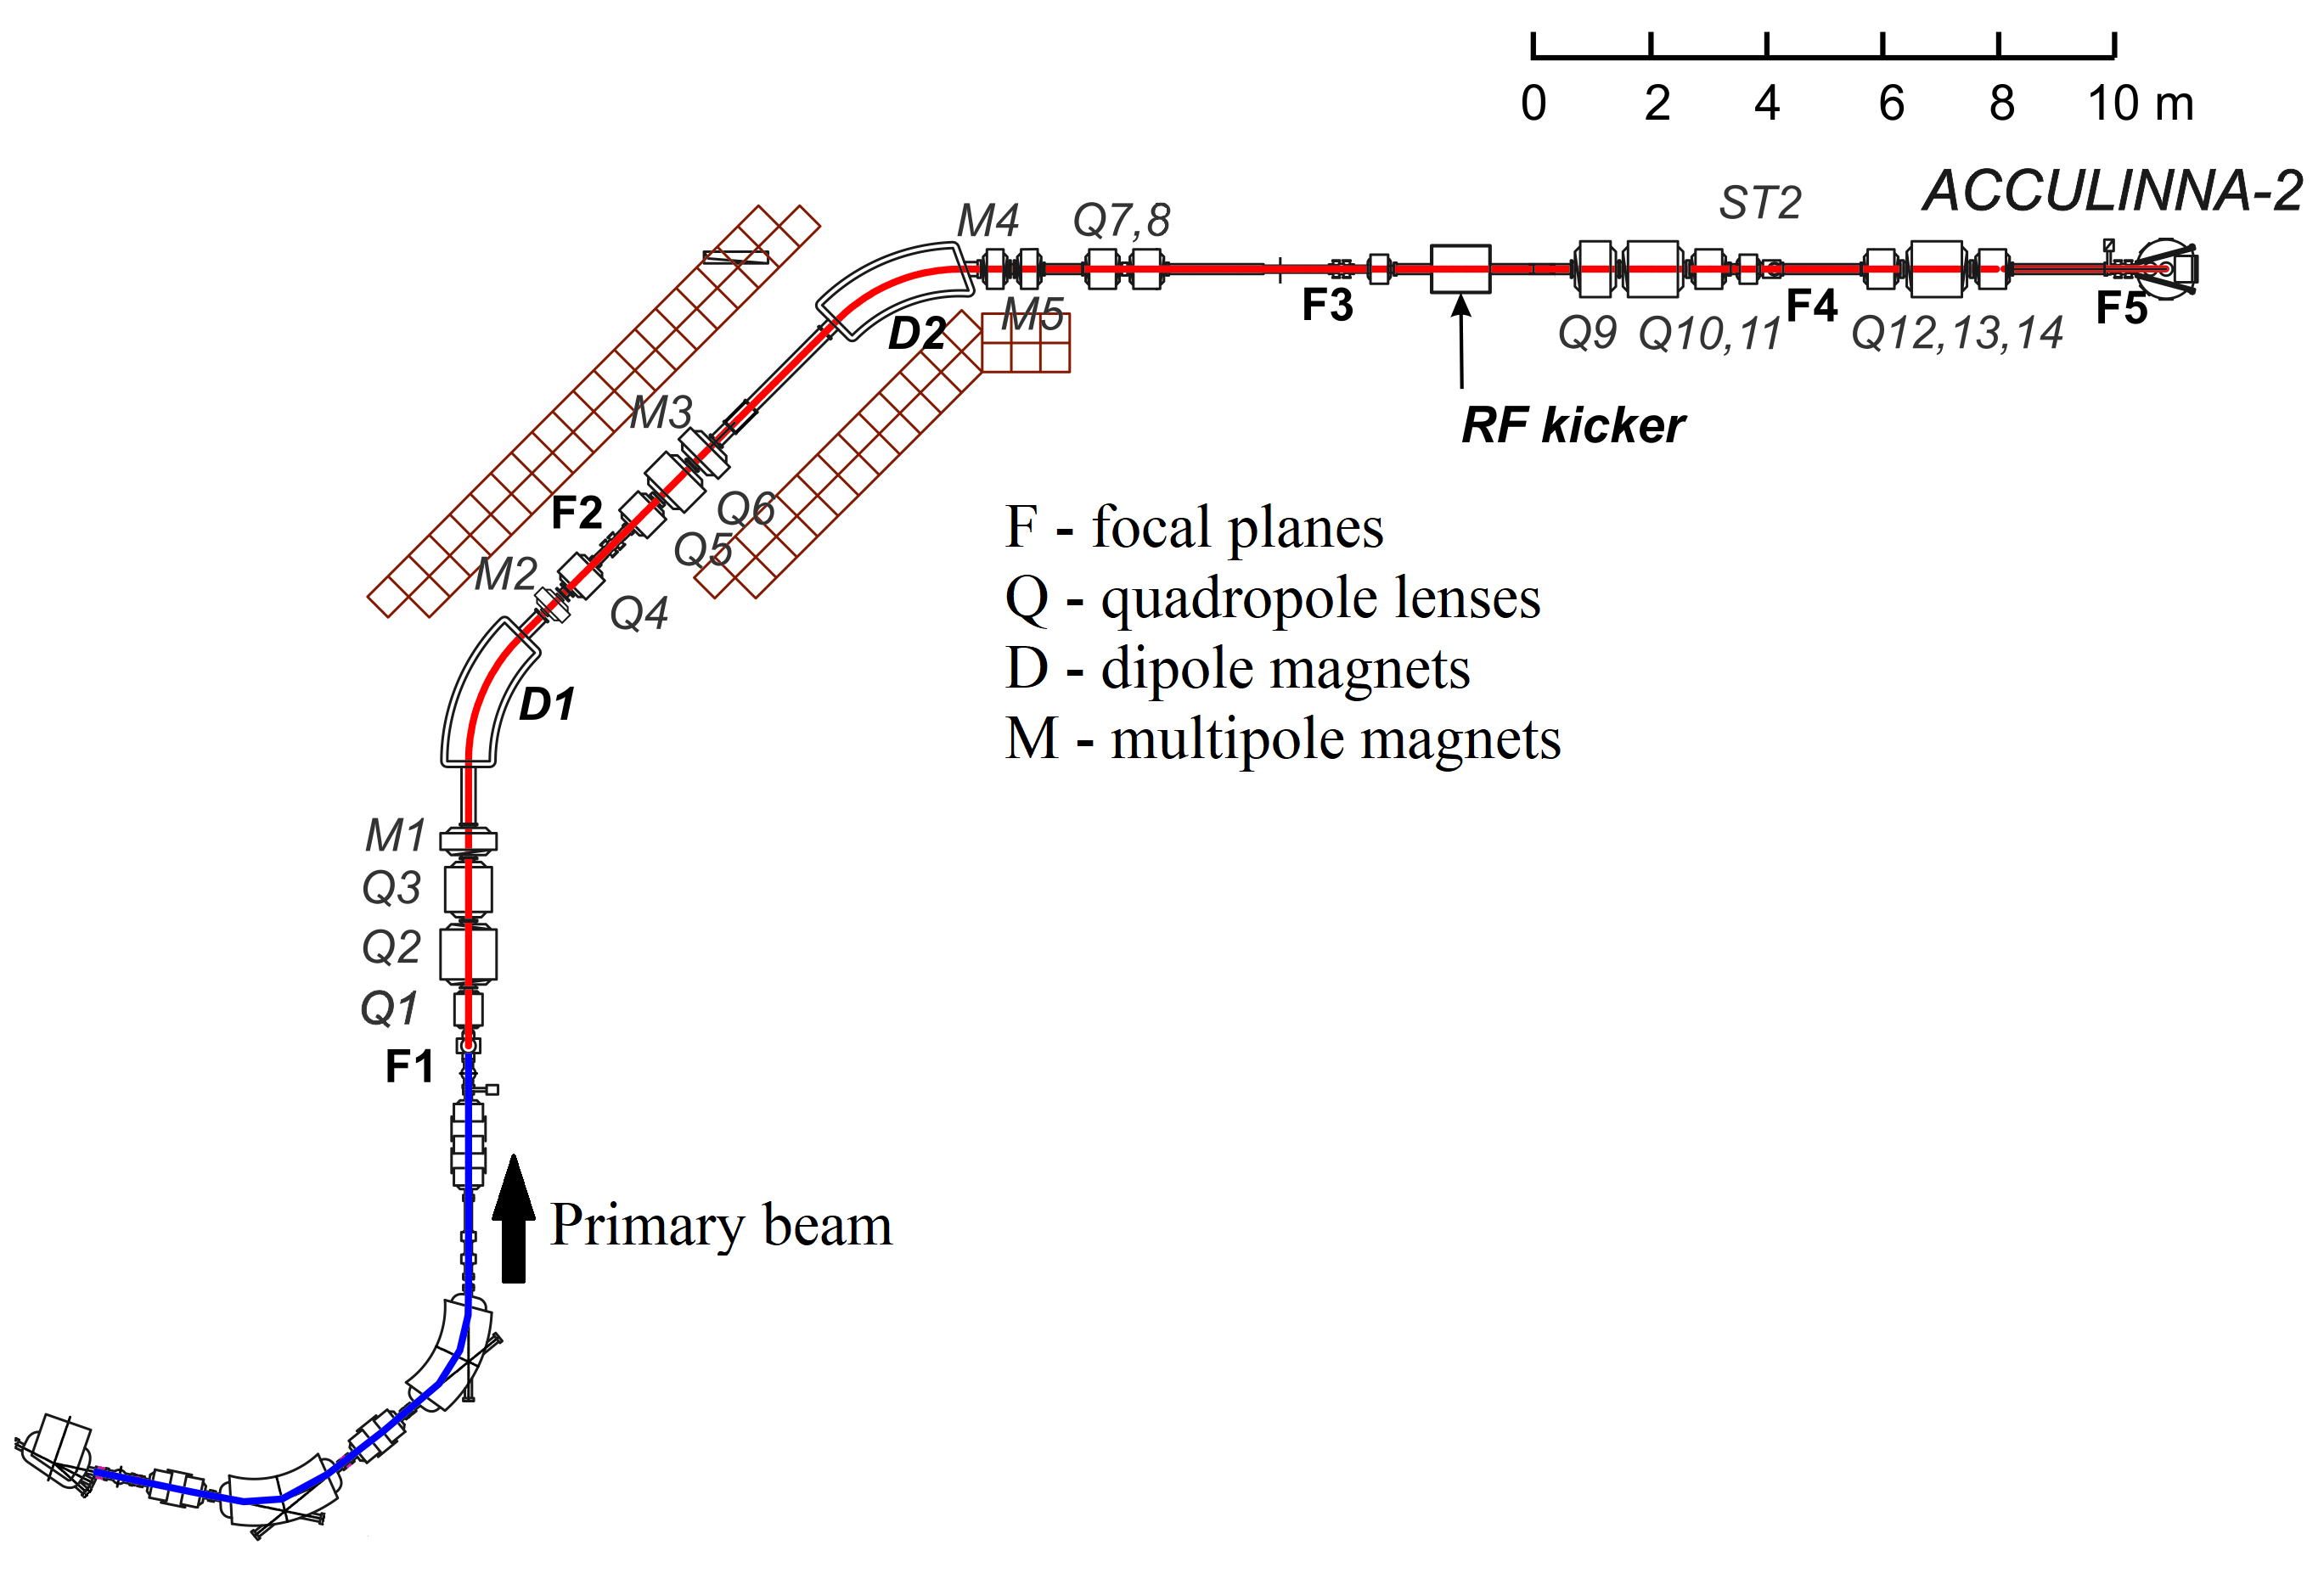 0 2 4 6 8 10 m
ACCULINNA-2
M4 Q7,8 ST2
M5 F3 F4 F5
D2 Q9 Q10,11 Q12,13,14
RF kicker
M3
F2 Q6
Q5
M2 Q4
D1
F - focal planes
Q - quadropole lenses
D - dipole magnets
M - multipole magnets
M1
Q3
Q2
Q1
F1
Primary beam